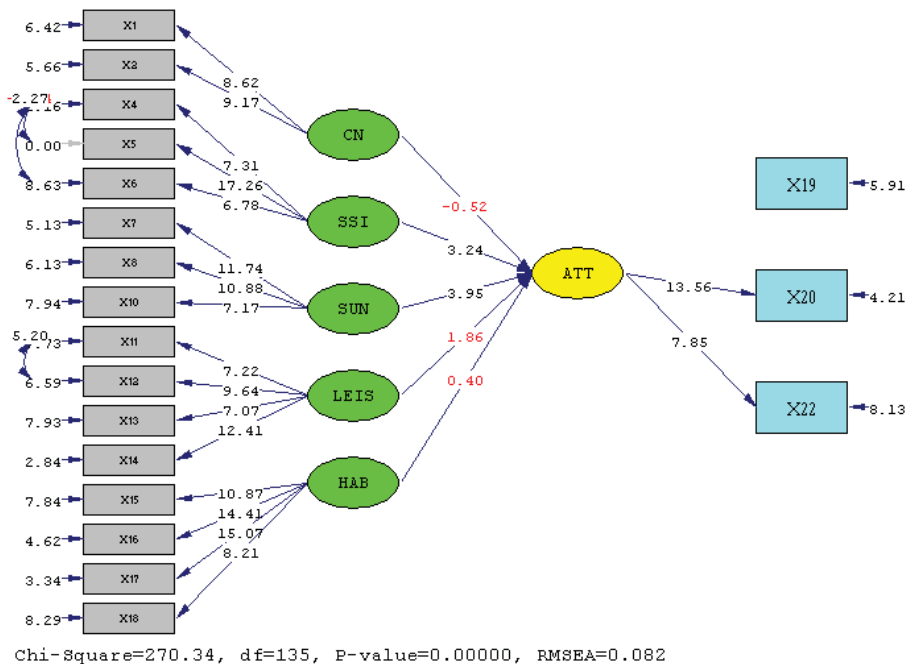 6.42 X1
5.66 X2
X4
0.00 X5
8.63 X6
5.13 X7
6.13 X8
7.94 X10
5.20
X11
6.59 X12
7.93 X13
2.84 X14
7.84 X15
4.62 X16
3.34 X17
8.29 X18
8.62
9.17
7.31
17.26
6.78
11.74
10.88
7.17
7.22
9.64
7.07
12.41
10.87
14.41
15.07
8.21
CN
SSI
SUN
LEIS
HAB
-0.52
3.24
3.95
1.86
0.40
ATT
13.56
7.85
X19 5.91
X20 4.21
X22 8.13
Chi-Square=270.34, df=135, P-value=0.00000, RMSEA=0.082